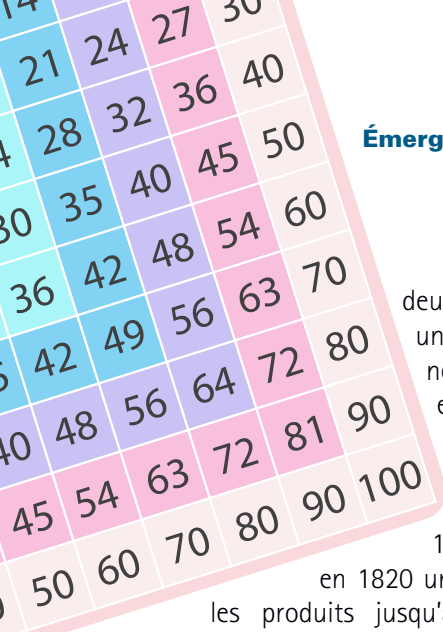 14
21 24 27 30
28 32 36 40
30 35 40 45 50
36 42 48 54 60
42 49 56 63 70
40 48 56 64 72 80
45 54 63 72 81 90
50 60 70 80 90 100
Émerg
deu
un
1
en 1820 un
les produits jusqu'